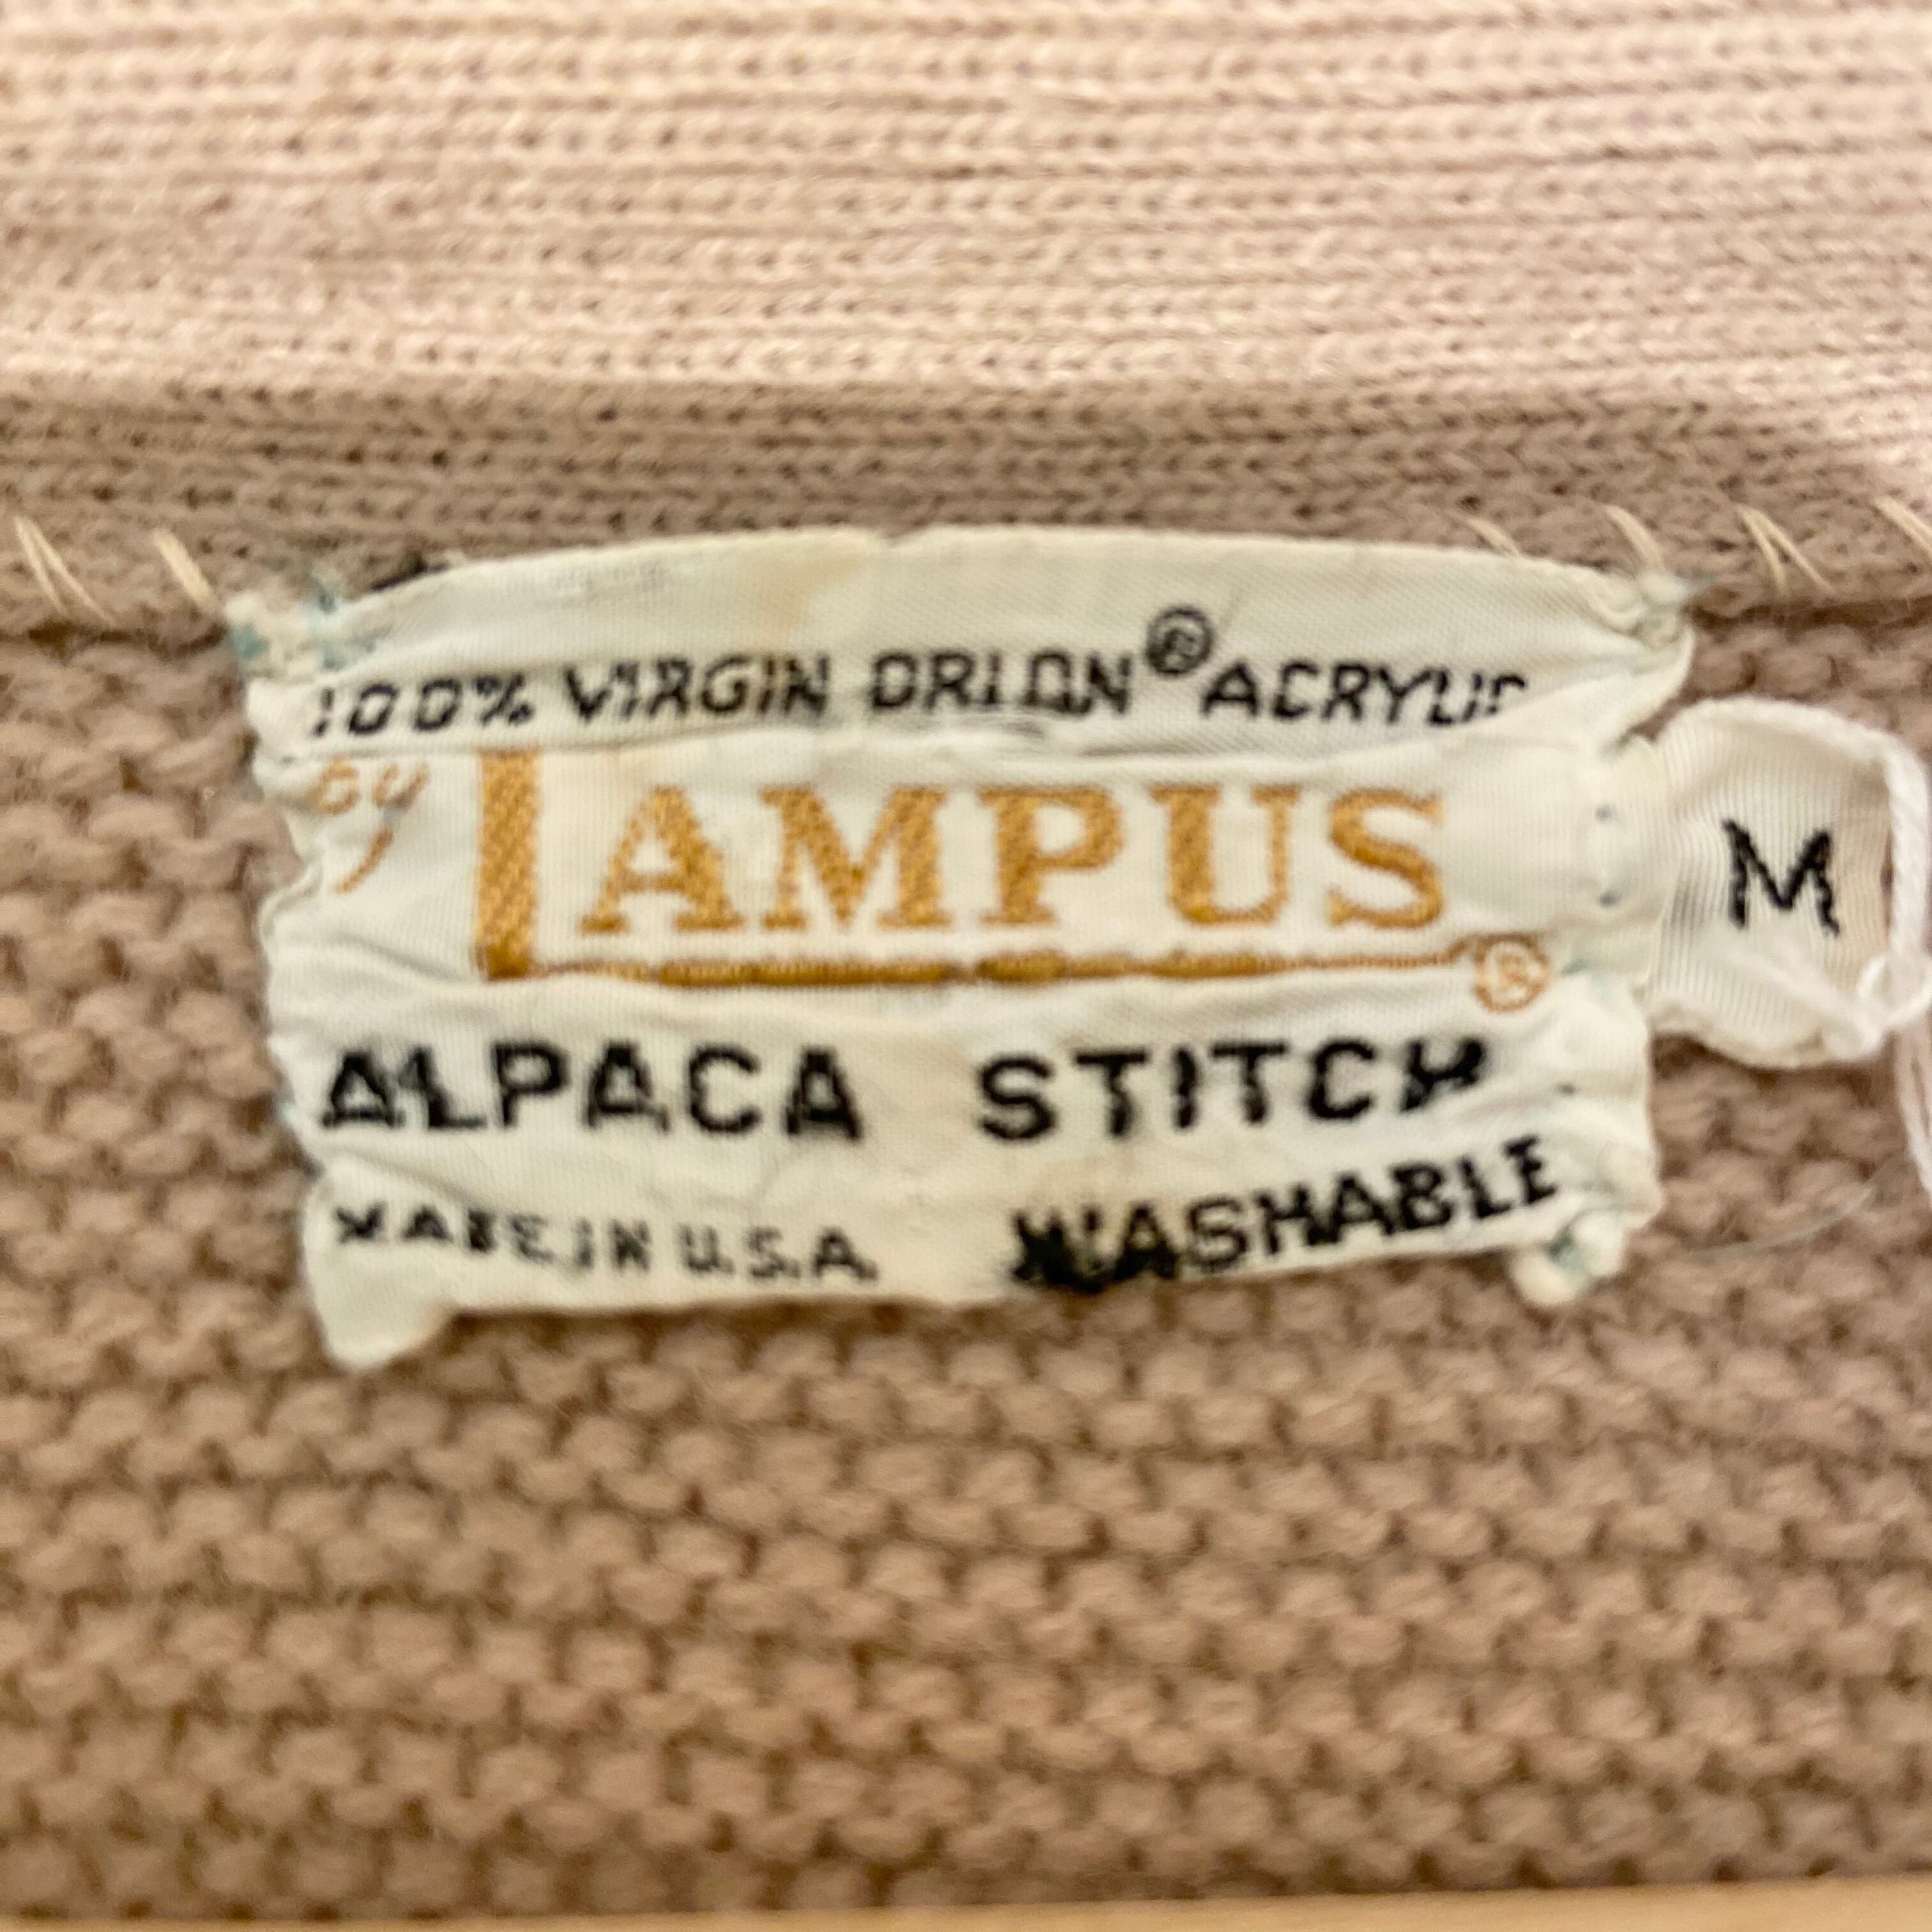 100% VIRGIN ORLON® ACRYLIC
by CAMPUS®
M
ALPACA STITCH
MADE IN U.S.A. WASHABLE